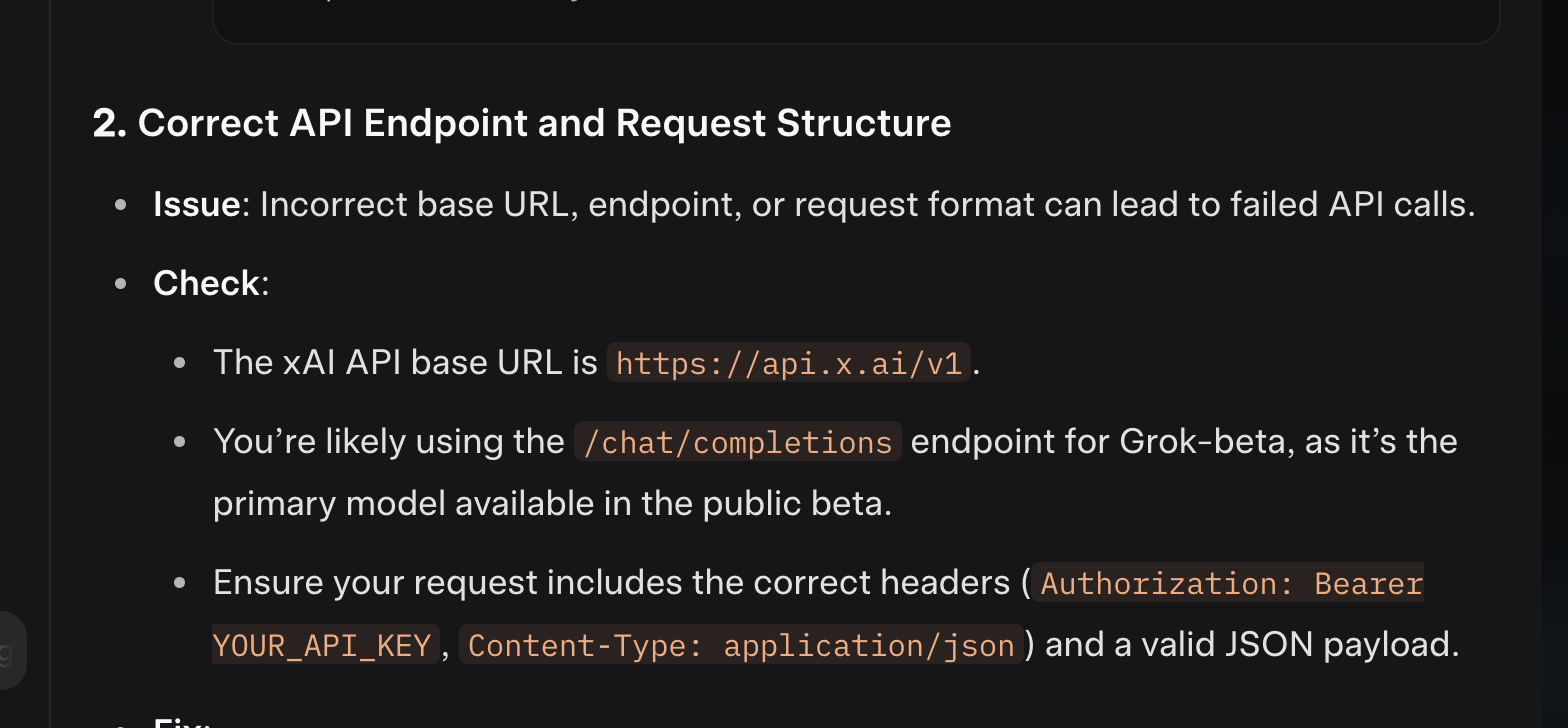 2. Correct API Endpoint and Request Structure
Issue: Incorrect base URL, endpoint, or request format can lead to failed API calls.
Check:
The xAI API base URL is https://api.x.ai/v1.
You’re likely using the /chat/completions endpoint for Grok-beta, as it’s the
primary model available in the public beta.
Ensure your request includes the correct headers (Authorization: Bearer
YOUR_API_KEY, Content-Type: application/json) and a valid JSON payload.
Fix: